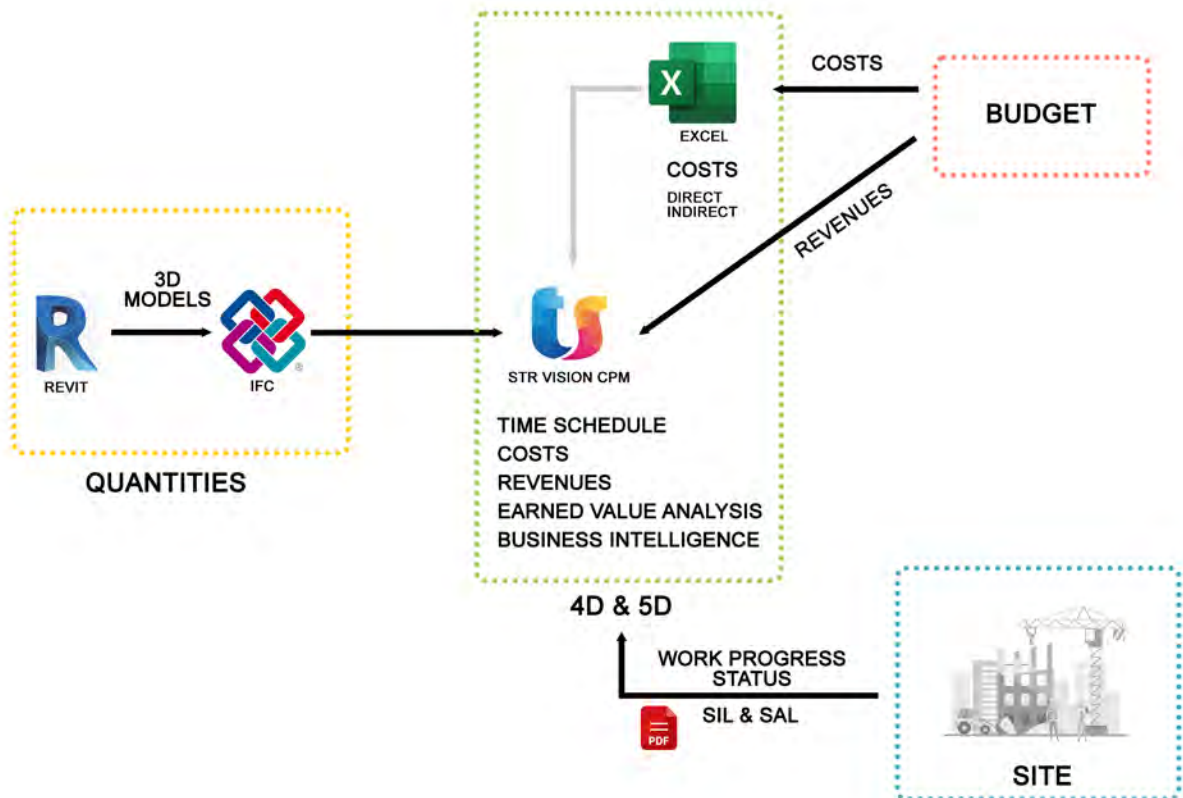 X
EXCEL
COSTS
DIRECT
INDIRECT
COSTS
BUDGET
REVENUES
3D
MODELS
REVIT
IFC
®
STR VISION CPM
TIME SCHEDULE
COSTS
REVENUES
EARNED VALUE ANALYSIS
BUSINESS INTELLIGENCE
QUANTITIES
4D & 5D
WORK PROGRESS
STATUS
SIL & SAL
PDF
SITE